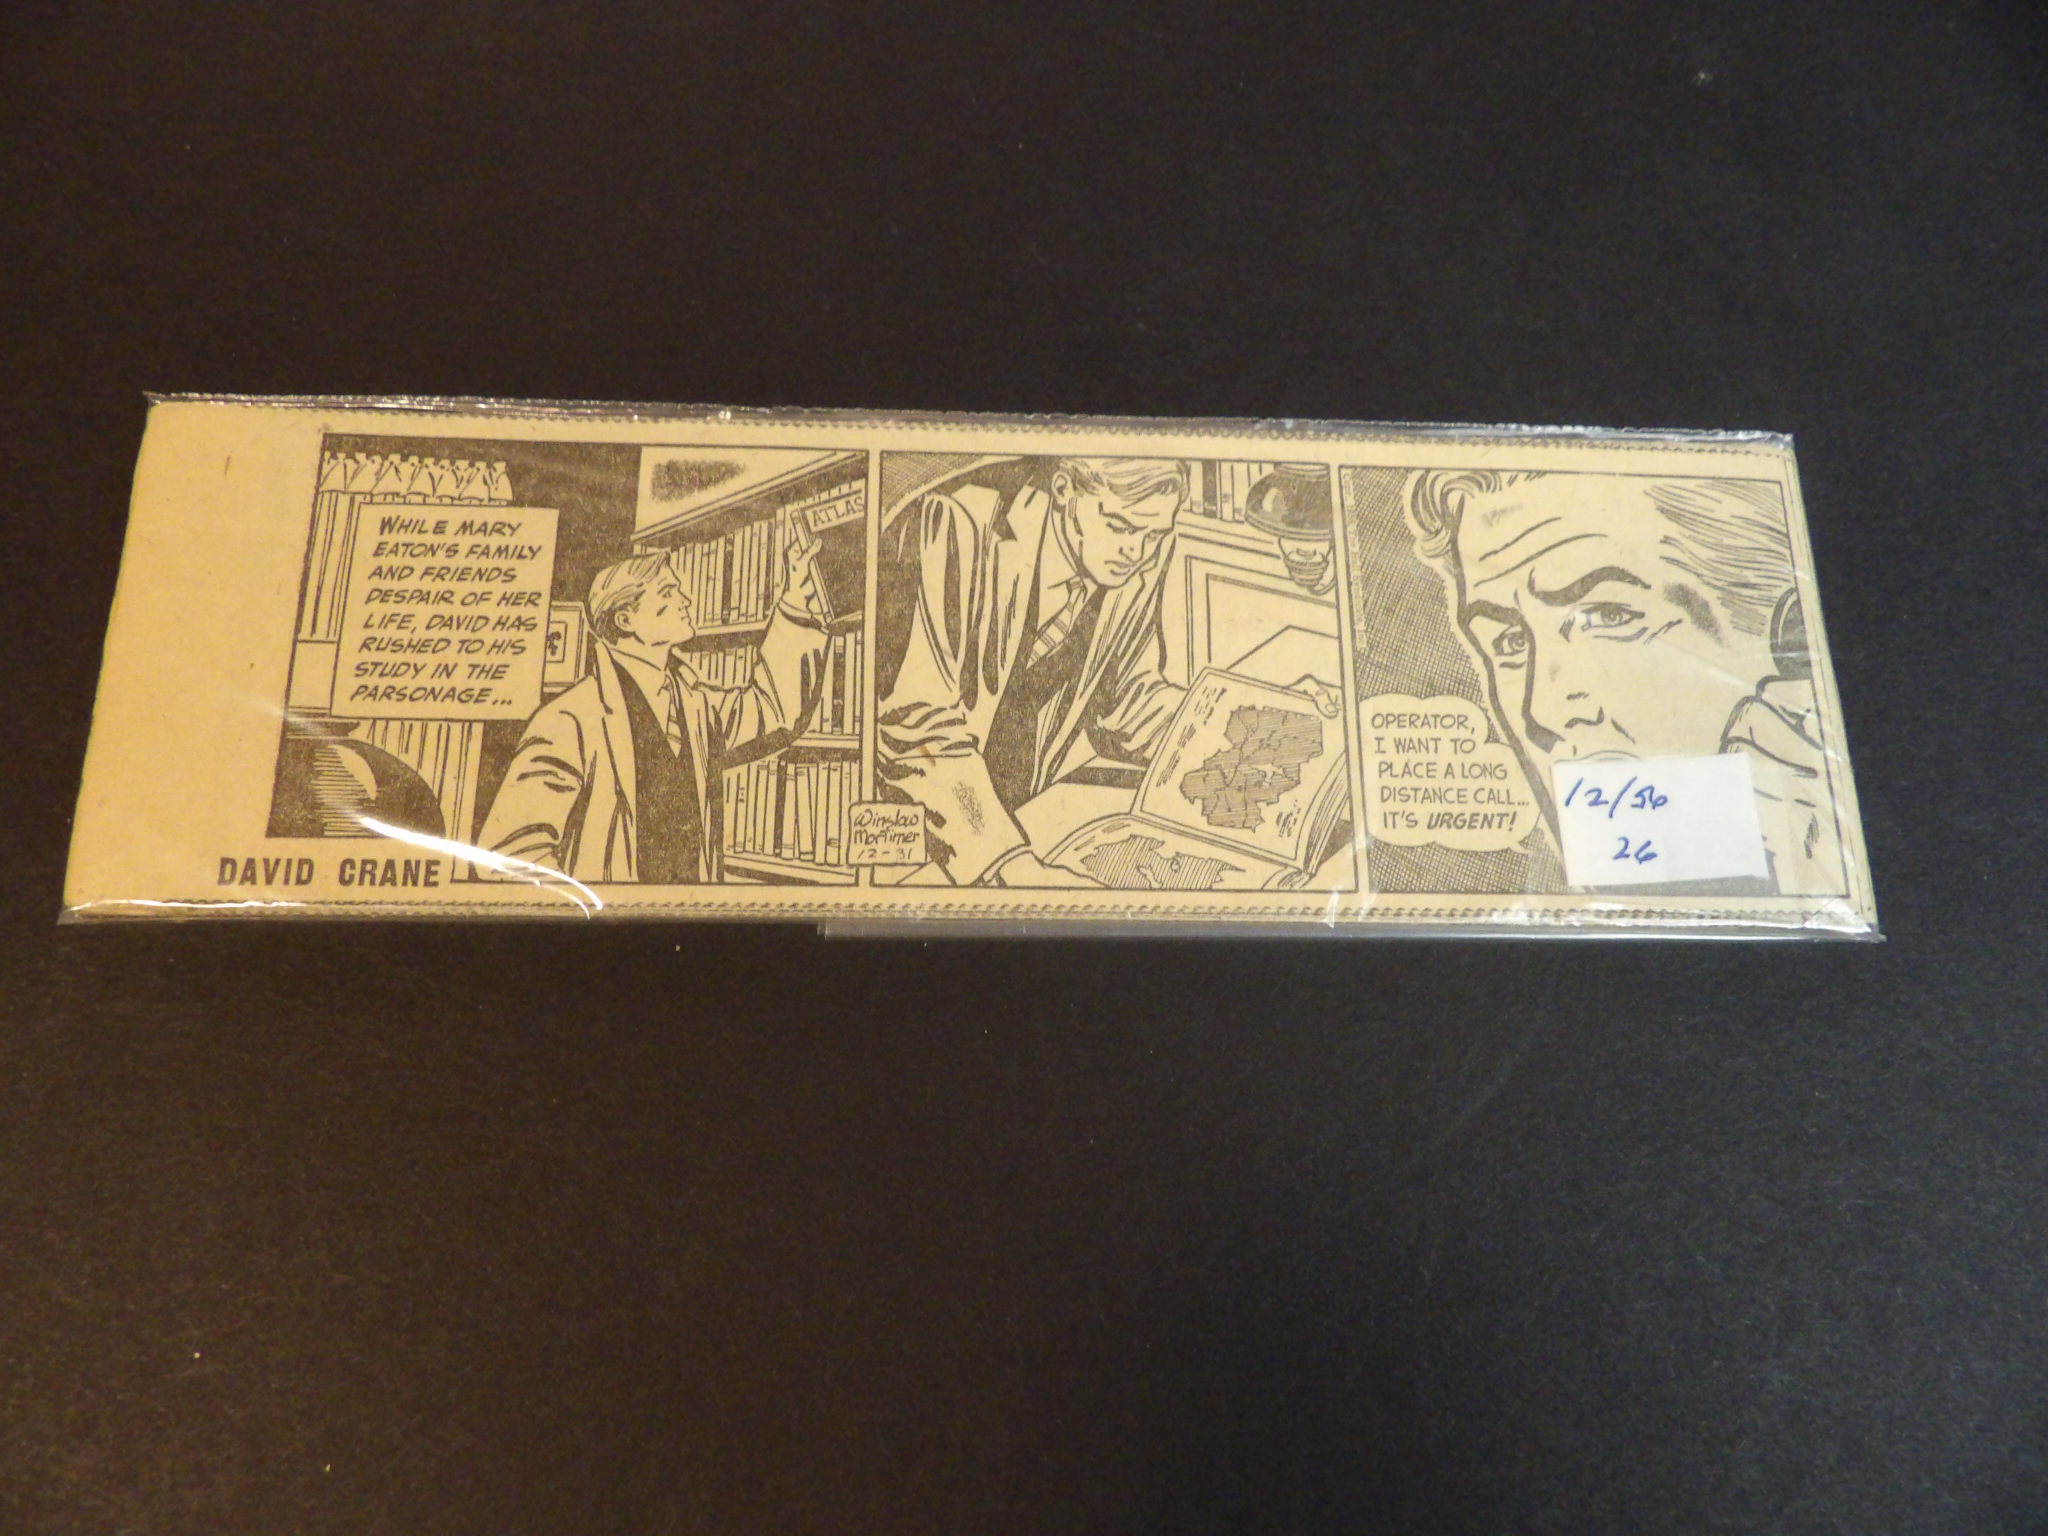 WHILE MARY
EATON'S FAMILY
AND FRIENDS
DESPAIR OF HER
LIFE, DAVID HAS
RUSHED TO HIS
STUDY IN THE
PARSONAGE...
ATLAS
Winslow
Mortimer
12-31
OPERATOR,
I WANT TO
PLACE A LONG
DISTANCE CALL...
IT'S URGENT!
12/56
26
DAVID CRANE